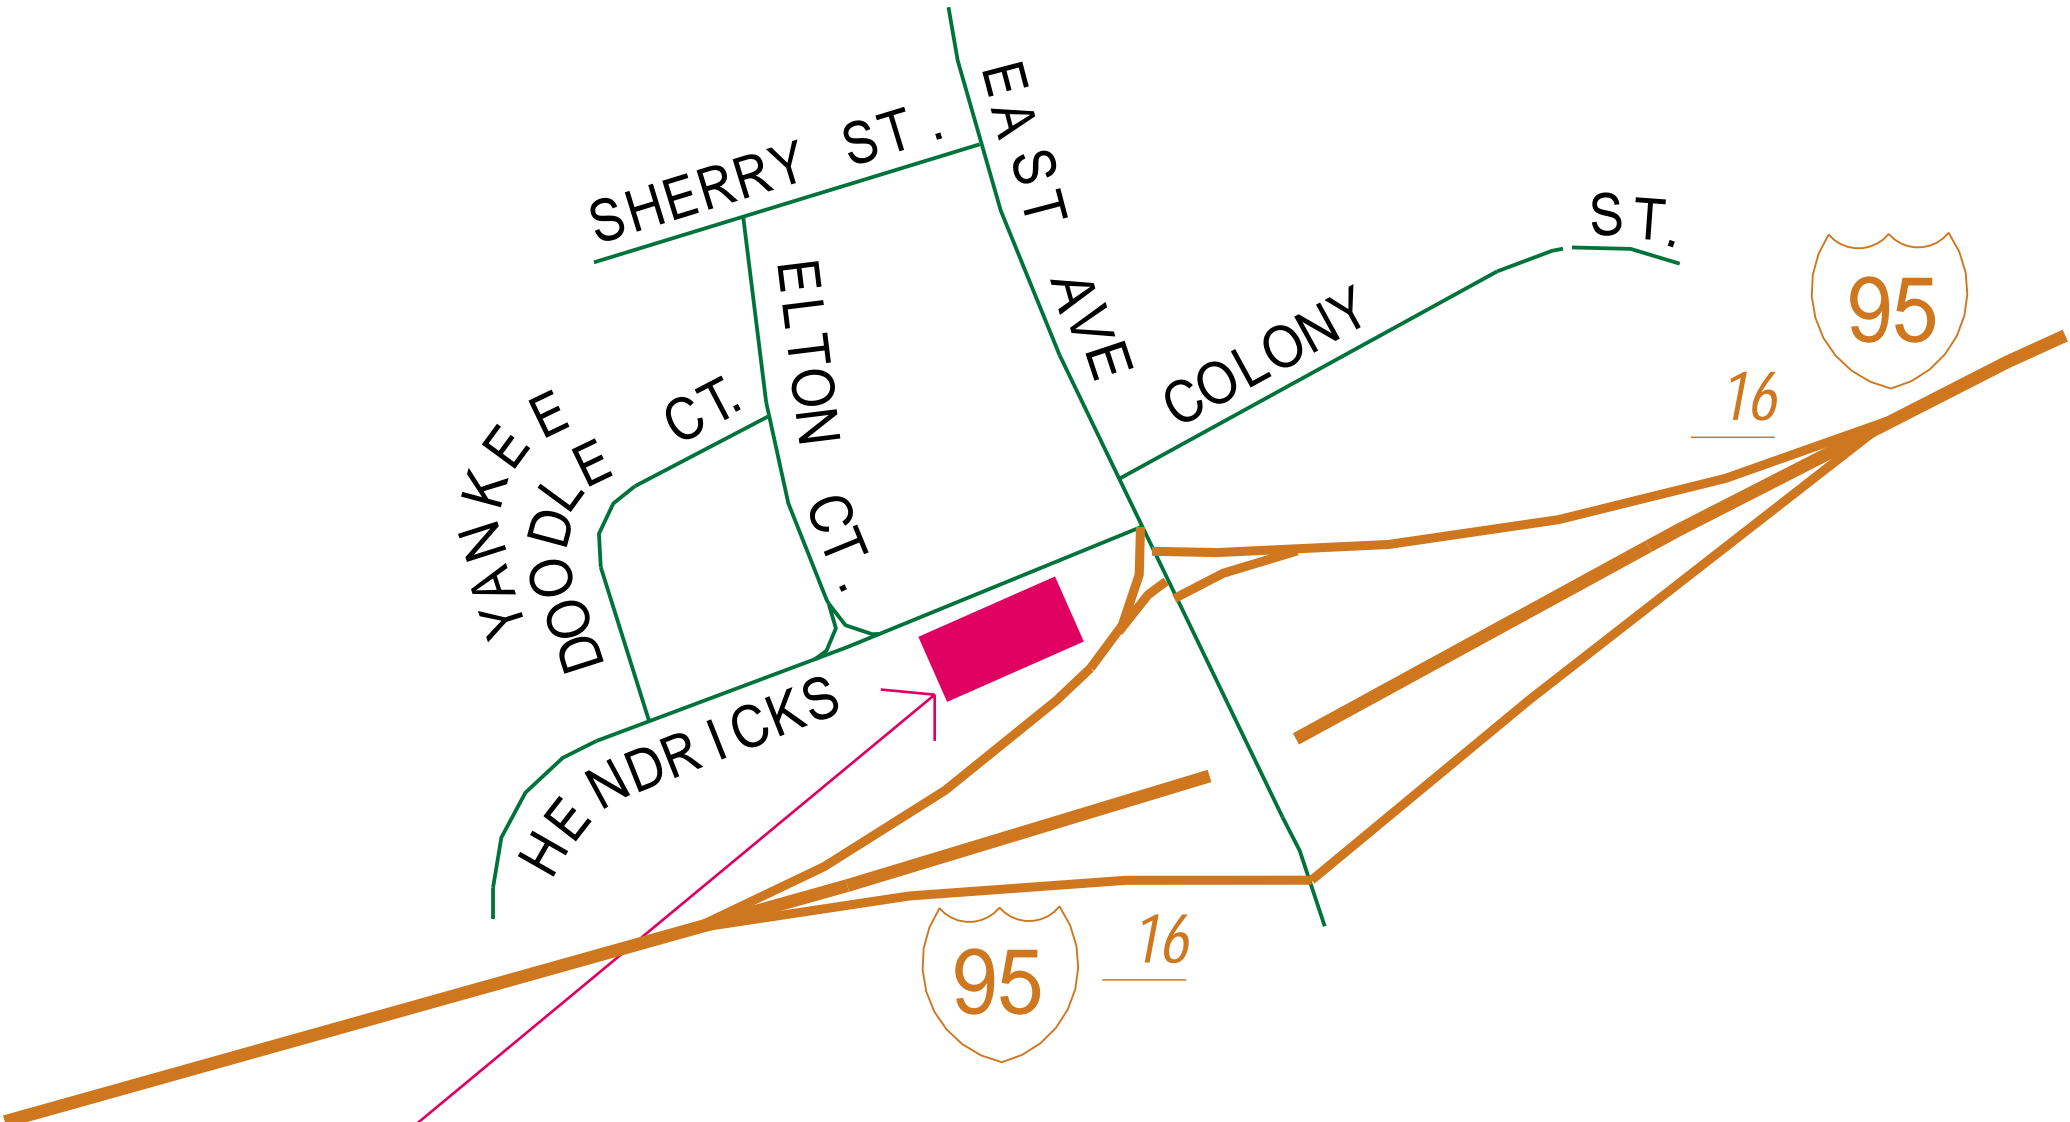 EAST AVE
SHERRY ST.
COLONY ST.
95
16
ELTON CT.
YANKEE
DOODLE CT.
HENDRICKS
95
16